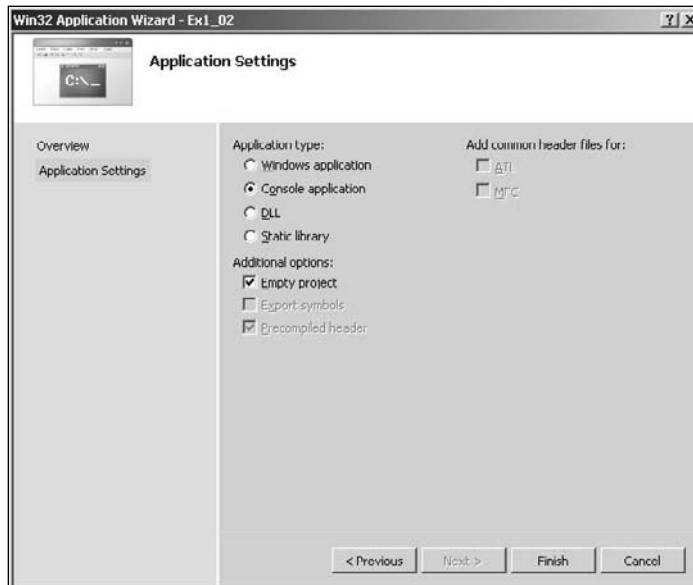 Win32 Application Wizard - Ex1_02
C:\_
Application Settings
Overview
Application Settings
Application type:
Windows application
Console application
DLL
Static library
Additional options:
Empty project
Export symbols
Precompiled header
Add common header files for:
ATL
MFC
< Previous
Next >
Finish
Cancel